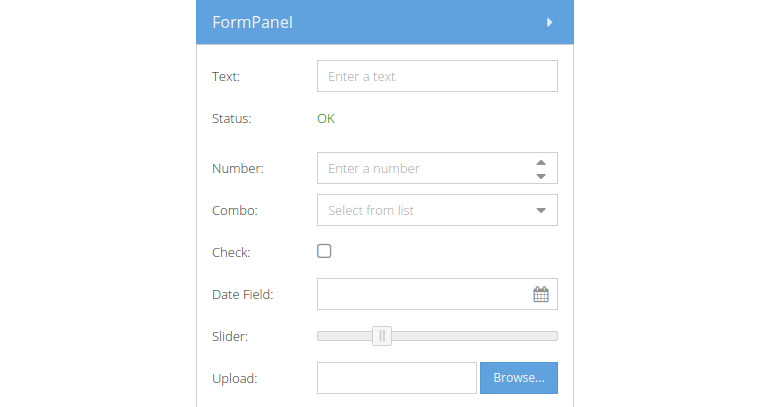 FormPanel
Text: Enter a text
Status: OK
Number: Enter a number
Combo: Select from list
Check:
Date Field:
Slider:
Upload: Browse...